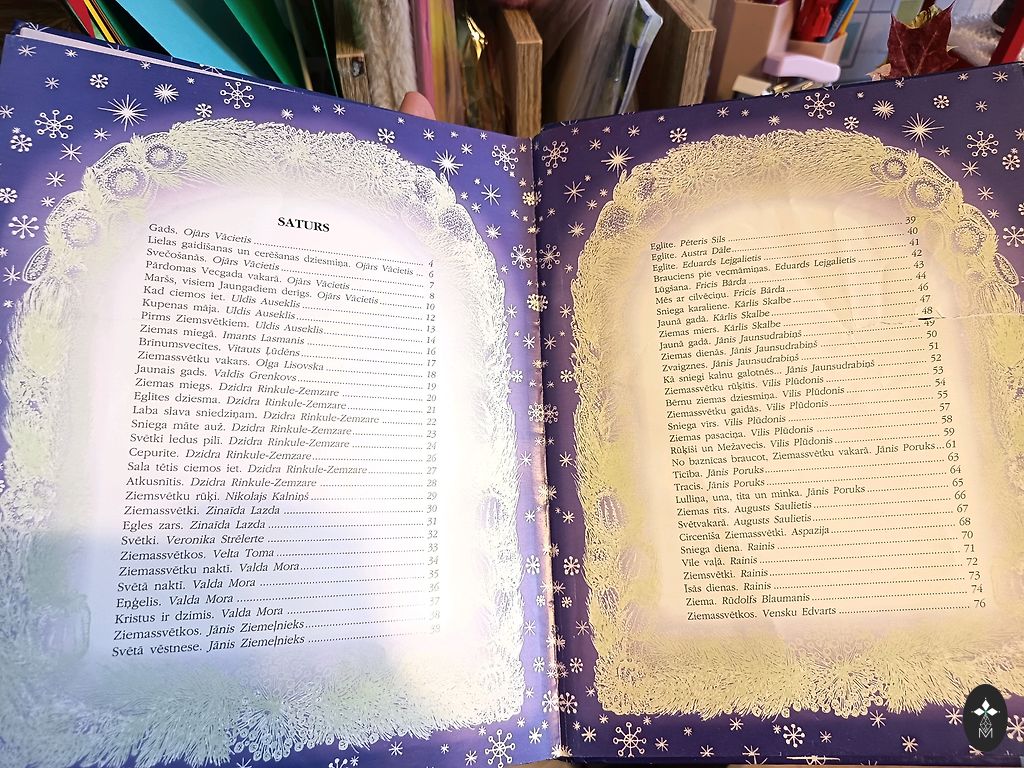 SATURS
Gads. Ojārs Vācietis 4
Lielas gaidīšanas un cerēšanas dziesmiņa. Ojārs Vācietis 6
Svečošanās. Ojārs Vācietis 7
Pārdomas Vecgada vakarā. Ojārs Vācietis 8
Maršs, visiem Jaungadiem derīgs. Ojārs Vācietis 10
Kad ciemos iet. Uldis Auseklis 12
Kupenas māja. Uldis Auseklis 13
Pirms Ziemsvētkiem. Uldis Auseklis 14
Ziemas miegā. Imants Lasmanis 16
Brīnumsvecītes. Vitauts Ļūdēns 17
Ziemassvētku vakars. Olga Lisovska 18
Jaunais gads. Valdis Grenkovs 19
Ziemas miegs. Dzidra Rinkule-Zemzare 20
Eglītes dziesma. Dzidra Rinkule-Zemzare 21
Laba slava sniedziņam. Dzidra Rinkule-Zemzare 22
Sniega māte auž. Dzidra Rinkule-Zemzare 23
Svētki ledus pilī. Dzidra Rinkule-Zemzare 24
Cepurīte. Dzidra Rinkule-Zemzare 26
Sala tētis ciemos iet. Dzidra Rinkule-Zemzare 27
Atkusnītis. Dzidra Rinkule-Zemzare 28
Ziemsvētku rūķi. Nikolajs Kalniņš 29
Ziemassvētki. Zinaīda Lazda 30
Egles zars. Zinaīda Lazda 31
Svētki. Veronika Strēlerte 32
Ziemassvētkos. Velta Toma 33
Ziemassvētku naktī. Valda Mora 34
Svētā naktī. Valda Mora 35
Eņģelis. Valda Mora 36
Kristus ir dzimis. Valda Mora
Ziemassvētkos. Jānis Ziemeļnieks
Svētā vēstnese. Jānis Ziemeļnieks
Eglīte. Pēteris Sils 39
Eglīte. Austra Dāle 40
Eglīte. Eduards Lejgalietis 41
Brauciens pie vecmāmiņas. Eduards Lejgalietis 42
Lūgšana. Fricis Bārda 43
Mēs ar cilvēciņu. Fricis Bārda 44
Sniega karaliene. Kārlis Skalbe 46
Jaunā gadā. Kārlis Skalbe 47
Ziemas miers. Kārlis Skalbe 48
Jaunā gadā. Jānis Jaunsudrabiņš 49
Ziemas dienās. Jānis Jaunsudrabiņš 50
Zvaigznes. Jānis Jaunsudrabiņš 51
Kā sniegi kalnu galotnēs... Jānis Jaunsudrabiņš 52
Ziemassvētku rūķītis. Vilis Plūdonis 53
Bērnu ziemas dziesmiņa. Vilis Plūdonis 54
Ziemassvētku gaidās. Vilis Plūdonis 55
Sniega vīrs. Vilis Plūdonis 57
Ziemas pasaciņa. Vilis Plūdonis 58
Rūķīši un Mežavecis. Vilis Plūdonis 59
No baznīcas braucot, Ziemassvētku vakarā. Jānis Poruks 61
Ticība. Jānis Poruks 63
Tracis. Jānis Poruks 64
Lulliņa, una, tita un minka. Jānis Poruks 65
Ziemas rīts. Augusts Saulietis 66
Svētvakarā. Augusts Saulietis 67
Circenīša Ziemassvētki. Aspazija 68
Sniega diena. Rainis 70
Vile vaļā. Rainis 71
Ziemsvētki. Rainis 72
Īsās dienas. Rainis 73
Ziema. Rūdolfs Blaumanis 74
Ziemassvētkos. Vensku Edvarts 76